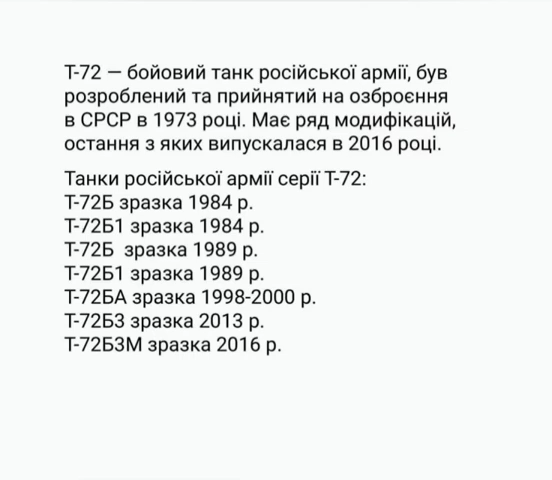 Т-72 — бойовий танк російської армії, був
розроблений та прийнятий на озброєння
в СРСР в 1973 році. Має ряд модифікацій,
остання з яких випускалася в 2016 році.
Танки російської армії серії Т-72:
Т-72Б зразка 1984 р.
Т-72Б1 зразка 1984 р.
Т-72Б  зразка 1989 р.
Т-72Б1 зразка 1989 р.
Т-72БА зразка 1998-2000 р.
Т-72Б3 зразка 2013 р.
Т-72Б3М зразка 2016 р.